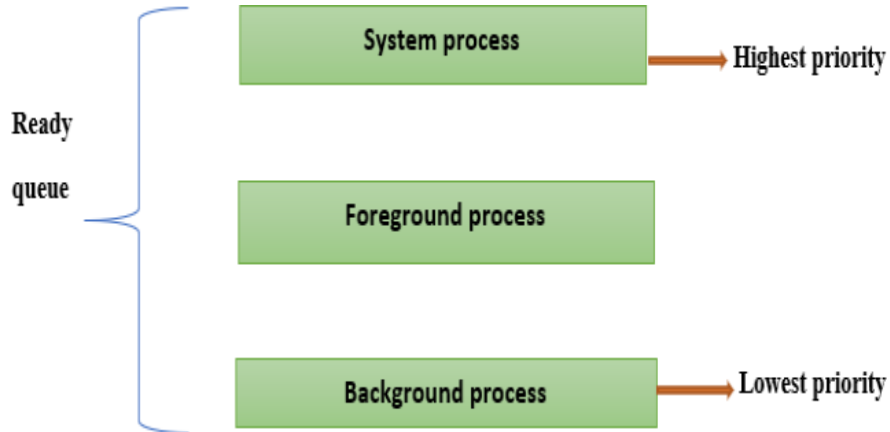 System process
Highest priority
Ready
queue
Foreground process
Background process
Lowest priority